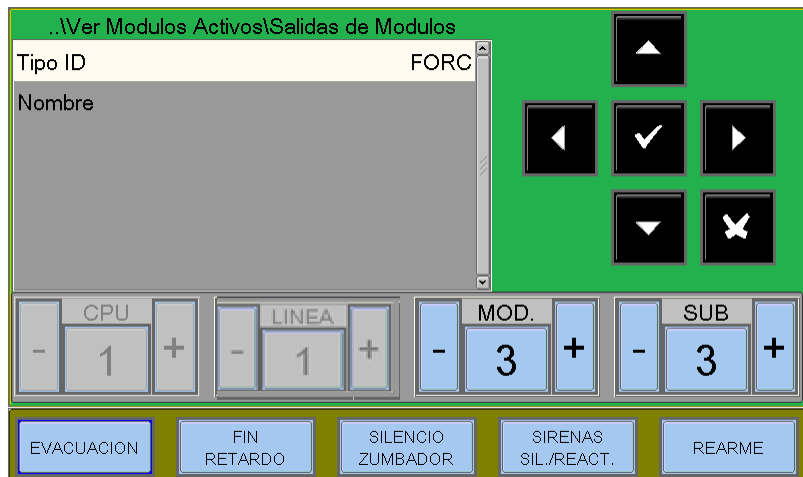 ..\Ver Modulos Activos\Salidas de Modulos
Tipo ID FORC
Nombre
CPU
- 1 +
LINEA
- 1 +
MOD.
- 3 +
SUB
- 3 +
EVACUACION
FIN
RETARDO
SILENCIO
ZUMBADOR
SIRENAS
SIL./REACT.
REARME